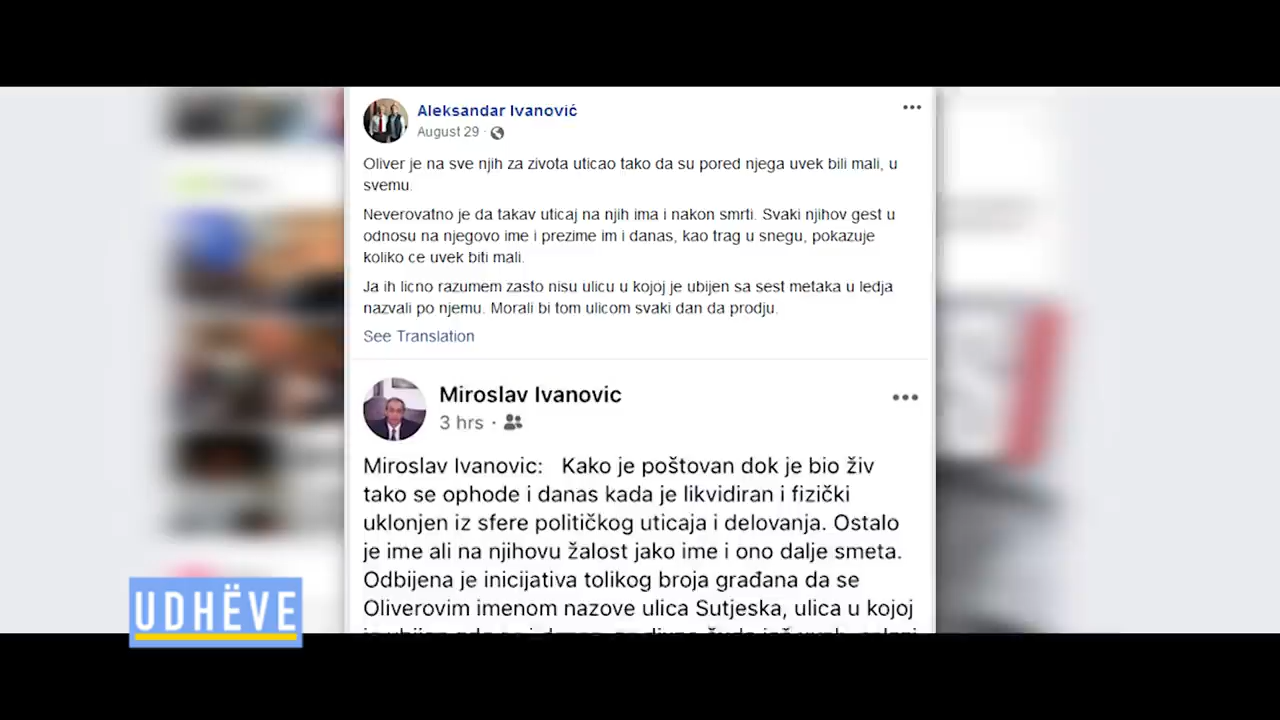 Aleksandar Ivanović
August 29 ·
Oliver je na sve njih za zivota uticao tako da su pored njega uvek bili mali, u
svemu.
Neverovatno je da takav uticaj na njih ima i nakon smrti. Svaki njihov gest u
odnosu na njegovo ime i prezime im i danas, kao trag u snegu, pokazuje
koliko ce uvek biti mali.
Ja ih licno razumem zasto nisu ulicu u kojoj je ubijen sa sest metaka u ledja
nazvali po njemu. Morali bi tom ulicom svaki dan da prodju.
See Translation
Miroslav Ivanovic
3 hrs ·
Miroslav Ivanovic: Kako je poštovan dok je bio živ
tako se ophode i danas kada je likvidiran i fizički
uklonjen iz sfere političkog uticaja i delovanja. Ostalo
je ime ali na njihovu žalost jako ime i ono dalje smeta.
Odbijena je inicijativa tolikog broja građana da se
Oliverovim imenom nazove ulica Sutjeska, ulica u kojoj
UDHËVE